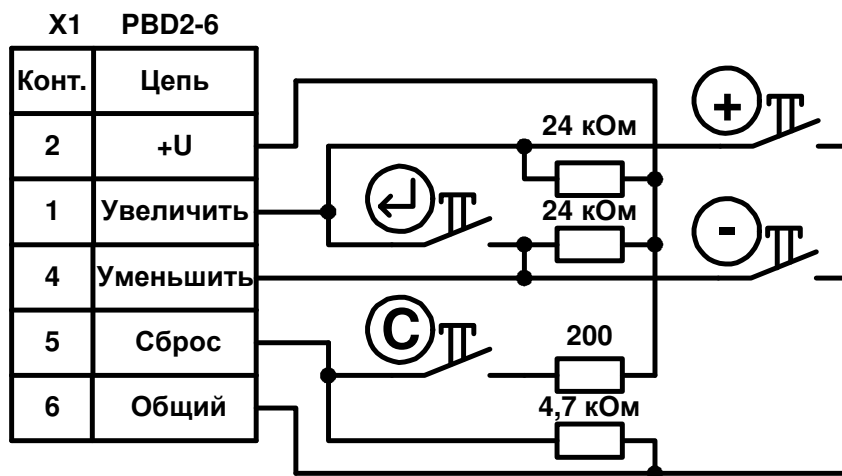 X1 PBD2-6
Конт. Цепь
2 +U
1 Увеличить
4 Уменьшить
5 Сброс
6 Общий
24 кОм
+
24 кОм
-
C
200
4,7 кОм